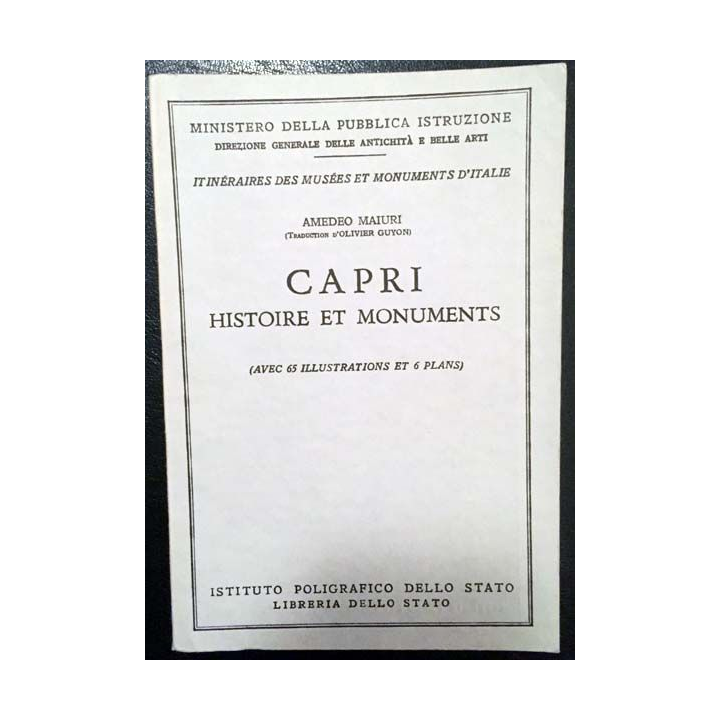 MINISTERO DELLA PUBBLICA ISTRUZIONE
DIREZIONE GENERALE DELLE ANTICHITÀ E BELLE ARTI
ITINÉRAIRES DES MUSÉES ET MONUMENTS D'ITALIE
AMEDEO MAIURI
(TRADUCTION D'OLIVIER GUYON)
CAPRI
HISTOIRE ET MONUMENTS
(AVEC 65 ILLUSTRATIONS ET 6 PLANS)
ISTITUTO POLIGRAFICO DELLO STATO
LIBRERIA DELLO STATO